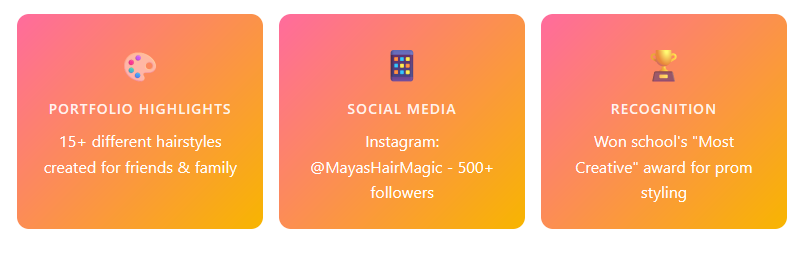 PORTFOLIO HIGHLIGHTS
15+ different hairstyles
created for friends & family
SOCIAL MEDIA
Instagram:
@MayasHairMagic - 500+
followers
RECOGNITION
Won school's "Most
Creative" award for prom
styling